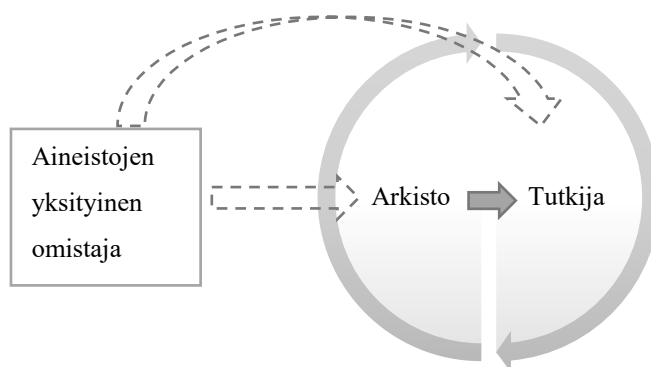 Aineistojen
yksityinen
omistaja
Arkisto
Tutkija